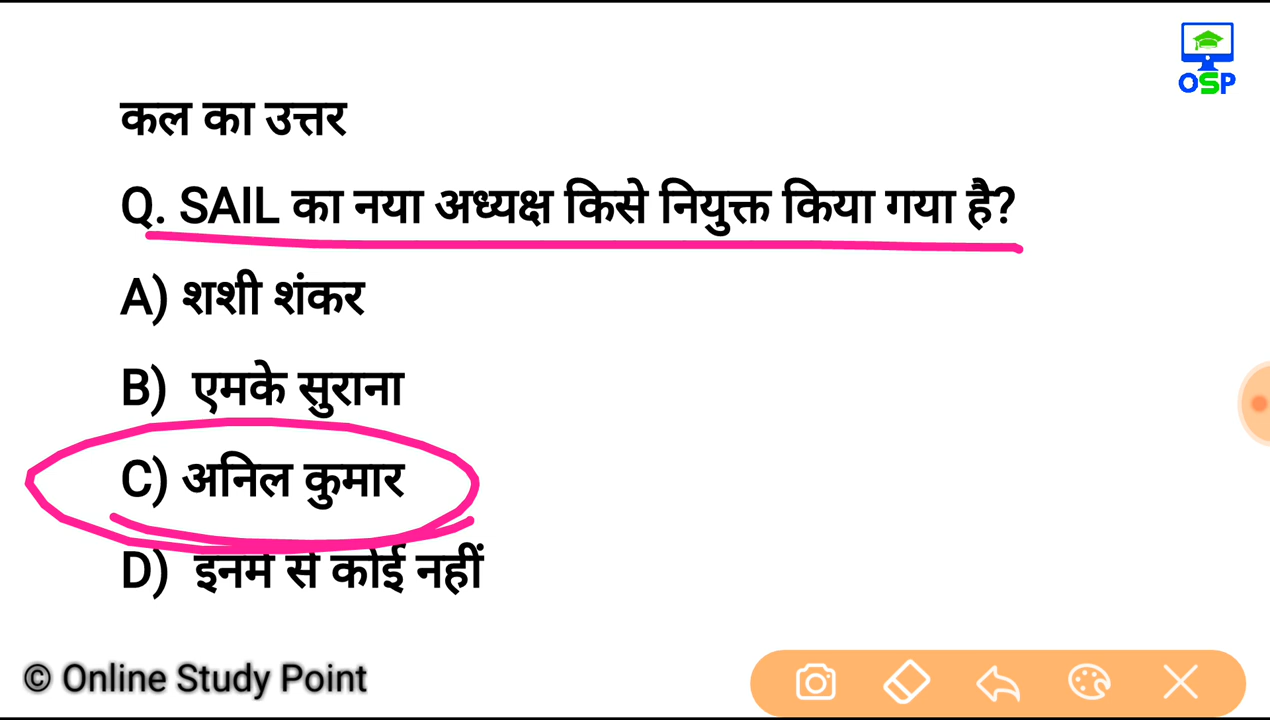 OSP
कल का उत्तर
Q. SAIL का नया अध्यक्ष किसे नियुक्त किया गया है?
A) शशी शंकर
B) एमके सुराना
C) अनिल कुमार
D) इनमे से कोई नहीं
© Online Study Point